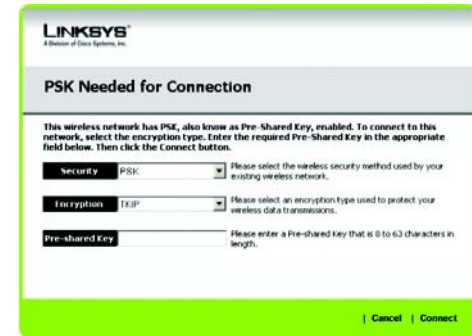 LINKSYS®
A Division of Cisco Systems, Inc.
PSK Needed for Connection
This wireless network has PSK, also know as Pre-Shared Key, enabled. To connect to this
network, select the encryption type. Enter the required Pre-Shared Key in the appropriate
field below. Then click the Connect button.
Security PSK Please select the wireless security method used by your
existing wireless network.
Encryption TKIP Please select an encryption type used to protect your
wireless data transmissions.
Pre-shared Key Please enter a Pre-shared Key that is 8 to 63 characters in
length.
| Cancel | Connect